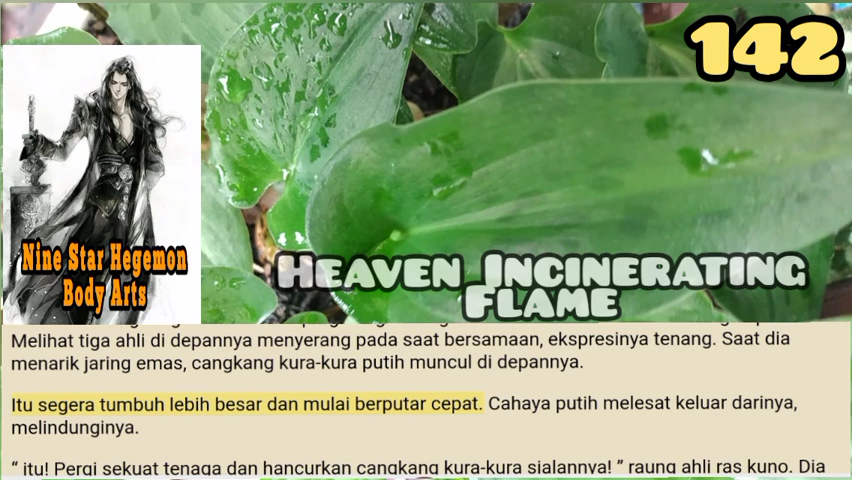 142
Nine Star Hegemon
Body Arts
Heaven Incinerating
Flame
Melihat tiga ahli di depannya menyerang pada saat bersamaan, ekspresinya tenang. Saat dia
menarik jaring emas, cangkang kura-kura putih muncul di depannya.
Itu segera tumbuh lebih besar dan mulai berputar cepat. Cahaya putih melesat keluar darinya,
melindunginya.
“ itu! Pergi sekuat tenaga dan hancurkan cangkang kura-kura sialannya! ” raung ahli ras kuno. Dia